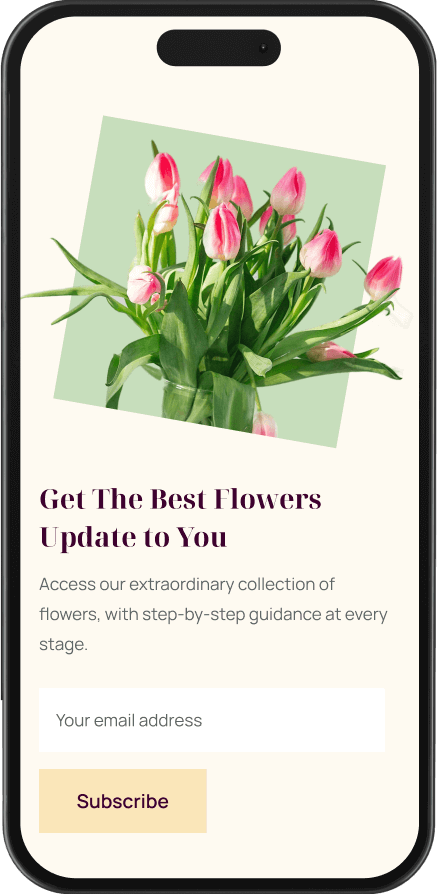 Get The Best Flowers
Update to You
Access our extraordinary collection of
flowers, with step-by-step guidance at every
stage.
Your email address
Subscribe